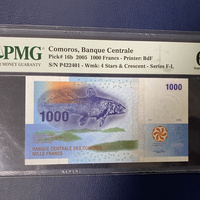 PMG
Comoros, Banque Centrale
Pick# 16b 2005 1000 Francs - Printer: BdF
S/N P422401 - Wmk: 4 Stars & Crescent - Series F-L
6
1000
1000
BANQUE CENTRALE DES COMORES
MILLE FRANCS